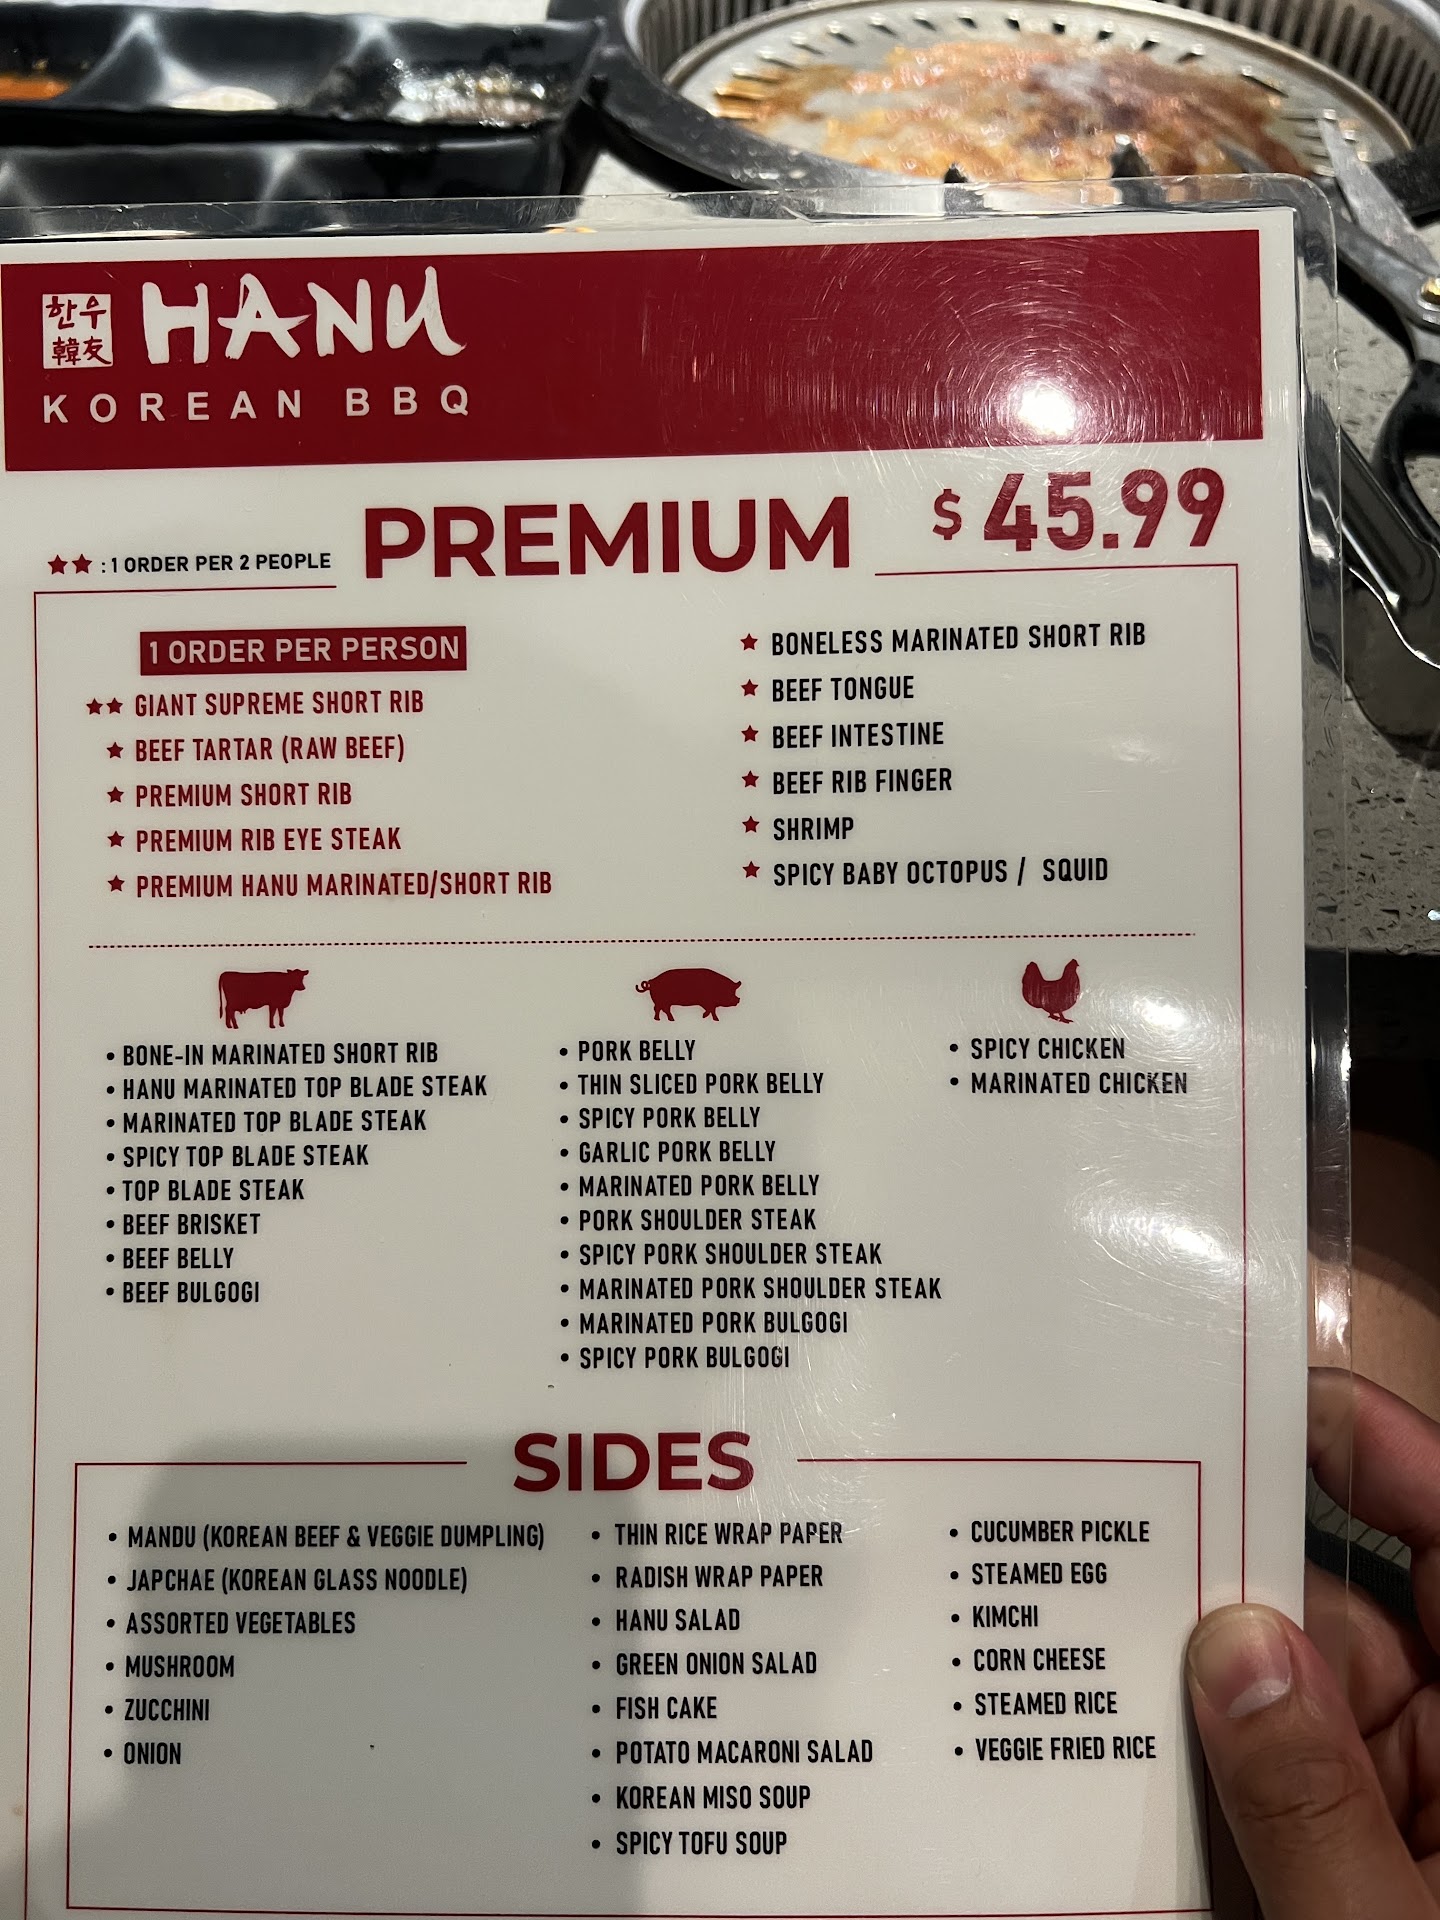 한우
韓友
HANU
KOREAN BBQ
★★ : 1 ORDER PER 2 PEOPLE
PREMIUM
$45.99
1 ORDER PER PERSON
★★ GIANT SUPREME SHORT RIB
★ BEEF TARTAR (RAW BEEF)
★ PREMIUM SHORT RIB
★ PREMIUM RIB EYE STEAK
★ PREMIUM HANU MARINATED/SHORT RIB
★ BONELESS MARINATED SHORT RIB
★ BEEF TONGUE
★ BEEF INTESTINE
★ BEEF RIB FINGER
★ SHRIMP
★ SPICY BABY OCTOPUS / SQUID
• BONE-IN MARINATED SHORT RIB
• HANU MARINATED TOP BLADE STEAK
• MARINATED TOP BLADE STEAK
• SPICY TOP BLADE STEAK
• TOP BLADE STEAK
• BEEF BRISKET
• BEEF BELLY
• BEEF BULGOGI
• PORK BELLY
• THIN SLICED PORK BELLY
• SPICY PORK BELLY
• GARLIC PORK BELLY
• MARINATED PORK BELLY
• PORK SHOULDER STEAK
• SPICY PORK SHOULDER STEAK
• MARINATED PORK SHOULDER STEAK
• MARINATED PORK BULGOGI
• SPICY PORK BULGOGI
• SPICY CHICKEN
• MARINATED CHICKEN
SIDES
• MANDU (KOREAN BEEF & VEGGIE DUMPLING)
• JAPCHAE (KOREAN GLASS NOODLE)
• ASSORTED VEGETABLES
• MUSHROOM
• ZUCCHINI
• ONION
• THIN RICE WRAP PAPER
• RADISH WRAP PAPER
• HANU SALAD
• GREEN ONION SALAD
• FISH CAKE
• POTATO MACARONI SALAD
• KOREAN MISO SOUP
• SPICY TOFU SOUP
• CUCUMBER PICKLE
• STEAMED EGG
• KIMCHI
• CORN CHEESE
• STEAMED RICE
• VEGGIE FRIED RICE